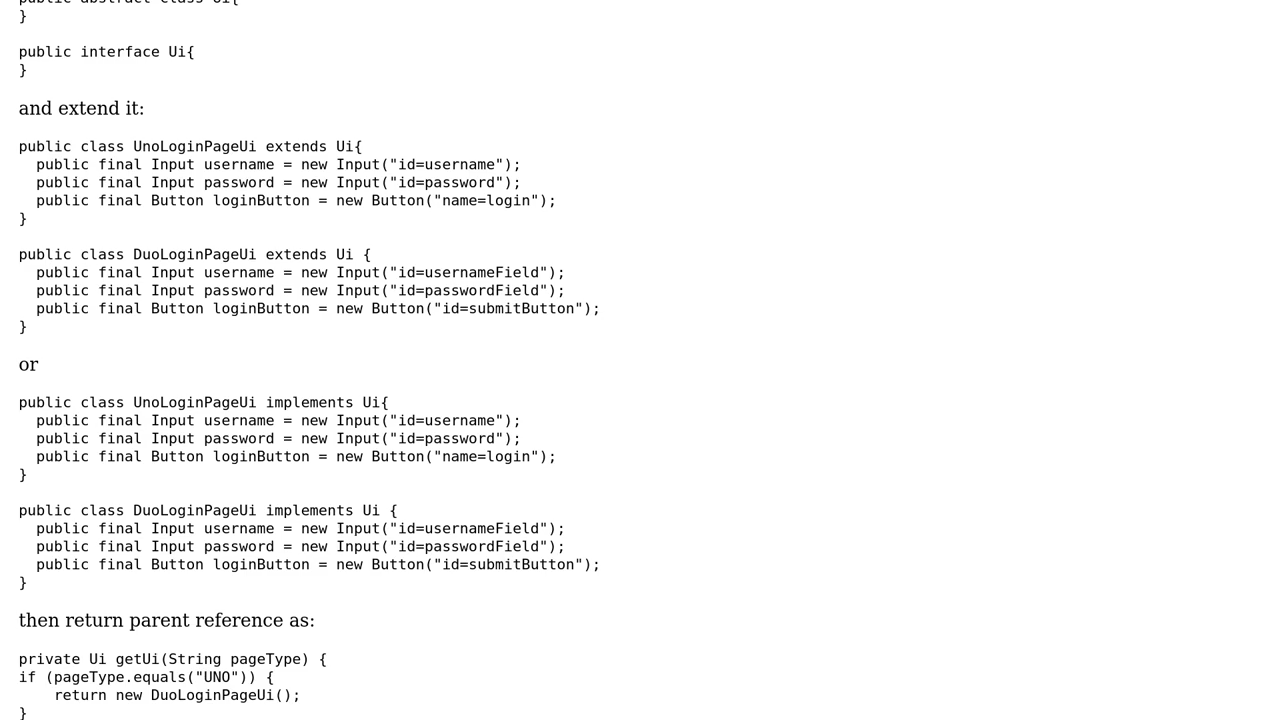 public abstract class Ui{
}
public interface Ui{
}
and extend it:
public class UnoLoginPageUi extends Ui{
  public final Input username = new Input("id=username");
  public final Input password = new Input("id=password");
  public final Button loginButton = new Button("name=login");
}
public class DuoLoginPageUi extends Ui {
  public final Input username = new Input("id=usernameField");
  public final Input password = new Input("id=passwordField");
  public final Button loginButton = new Button("id=submitButton");
}
or
public class UnoLoginPageUi implements Ui{
  public final Input username = new Input("id=username");
  public final Input password = new Input("id=password");
  public final Button loginButton = new Button("name=login");
}
public class DuoLoginPageUi implements Ui {
  public final Input username = new Input("id=usernameField");
  public final Input password = new Input("id=passwordField");
  public final Button loginButton = new Button("id=submitButton");
}
then return parent reference as:
private Ui getUi(String pageType) {
if (pageType.equals("UNO")) {
    return new DuoLoginPageUi();
}